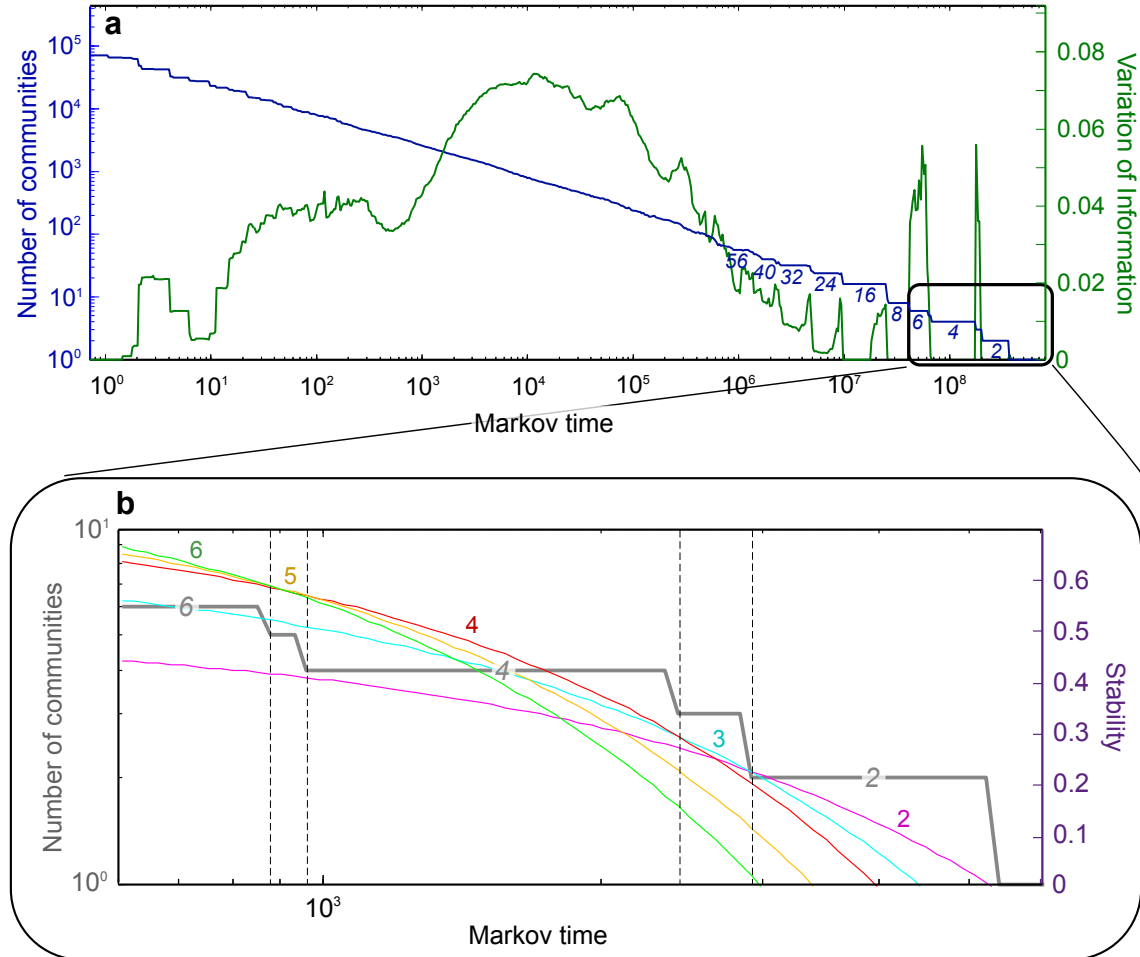 a
Number of communities
10^5
10^4
10^3
10^2
10^1
10^0
0.08
0.06
0.04
0.02
0
Variation of Information
56 40 32 24 16 8 6 4 2
10^0 10^1 10^2 10^3 10^4 10^5 10^6 10^7 10^8
Markov time
b
Number of communities
10^1
10^0
6 5 4 3 2
6 4 2
0.6
0.5
0.4
0.3
0.2
0.1
0
Stability
10^3
Markov time